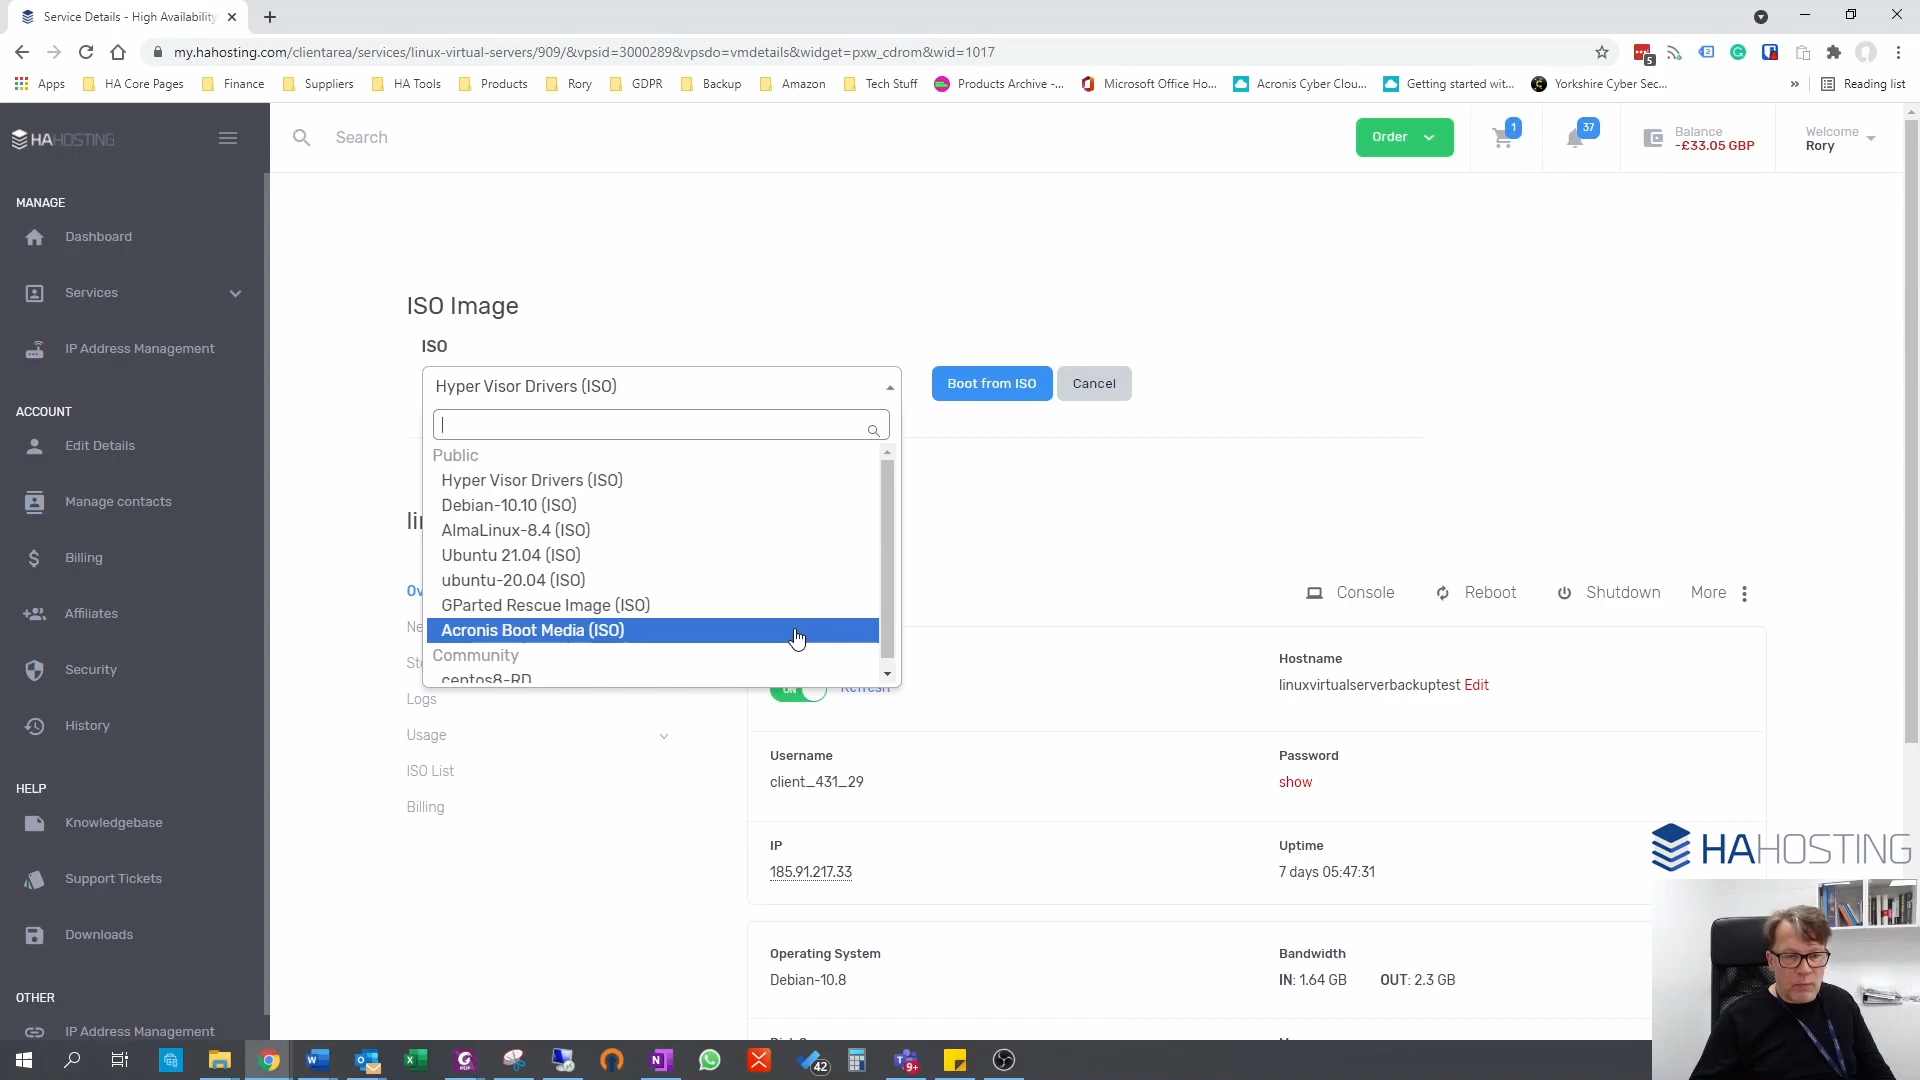 Service Details - High Availability
my.hahosting.com/clientarea/services/linux-virtual-servers/909/&vpsid=3000289&vpsdo=vmdetails&widget=pxw_cdrom&wid=1017
5
Apps
HA Core Pages
Finance
Suppliers
HA Tools
Products
Rory
GDPR
Backup
Amazon
Tech Stuff
Products Archive -...
Microsoft Office Ho...
Acronis Cyber Clou...
Getting started wit...
Yorkshire Cyber Sec...
»
Reading list
HAHOSTING
Search
Order
1
37
Balance
-£33.05 GBP
Welcome
Rory
MANAGE
Dashboard
Services
IP Address Management
ACCOUNT
Edit Details
Manage contacts
Billing
Affiliates
Security
History
HELP
Knowledgebase
Support Tickets
Downloads
OTHER
IP Address Management
ISO Image
ISO
Hyper Visor Drivers (ISO)
Boot from ISO
Cancel
Public
Hyper Visor Drivers (ISO)
Debian-10.10 (ISO)
AlmaLinux-8.4 (ISO)
Ubuntu 21.04 (ISO)
ubuntu-20.04 (ISO)
GParted Rescue Image (ISO)
Acronis Boot Media (ISO)
Community
centos8-RD
Console
Reboot
Shutdown
More
Logs
Usage
ISO List
Billing
ON
Refresh
Hostname
linuxvirtualserverbackuptest Edit
Username
client_431_29
Password
show
IP
185.91.217.33
Uptime
7 days 05:47:31
Operating System
Debian-10.8
Bandwidth
IN: 1.64 GB OUT: 2.3 GB
HAHOSTING
42
9+